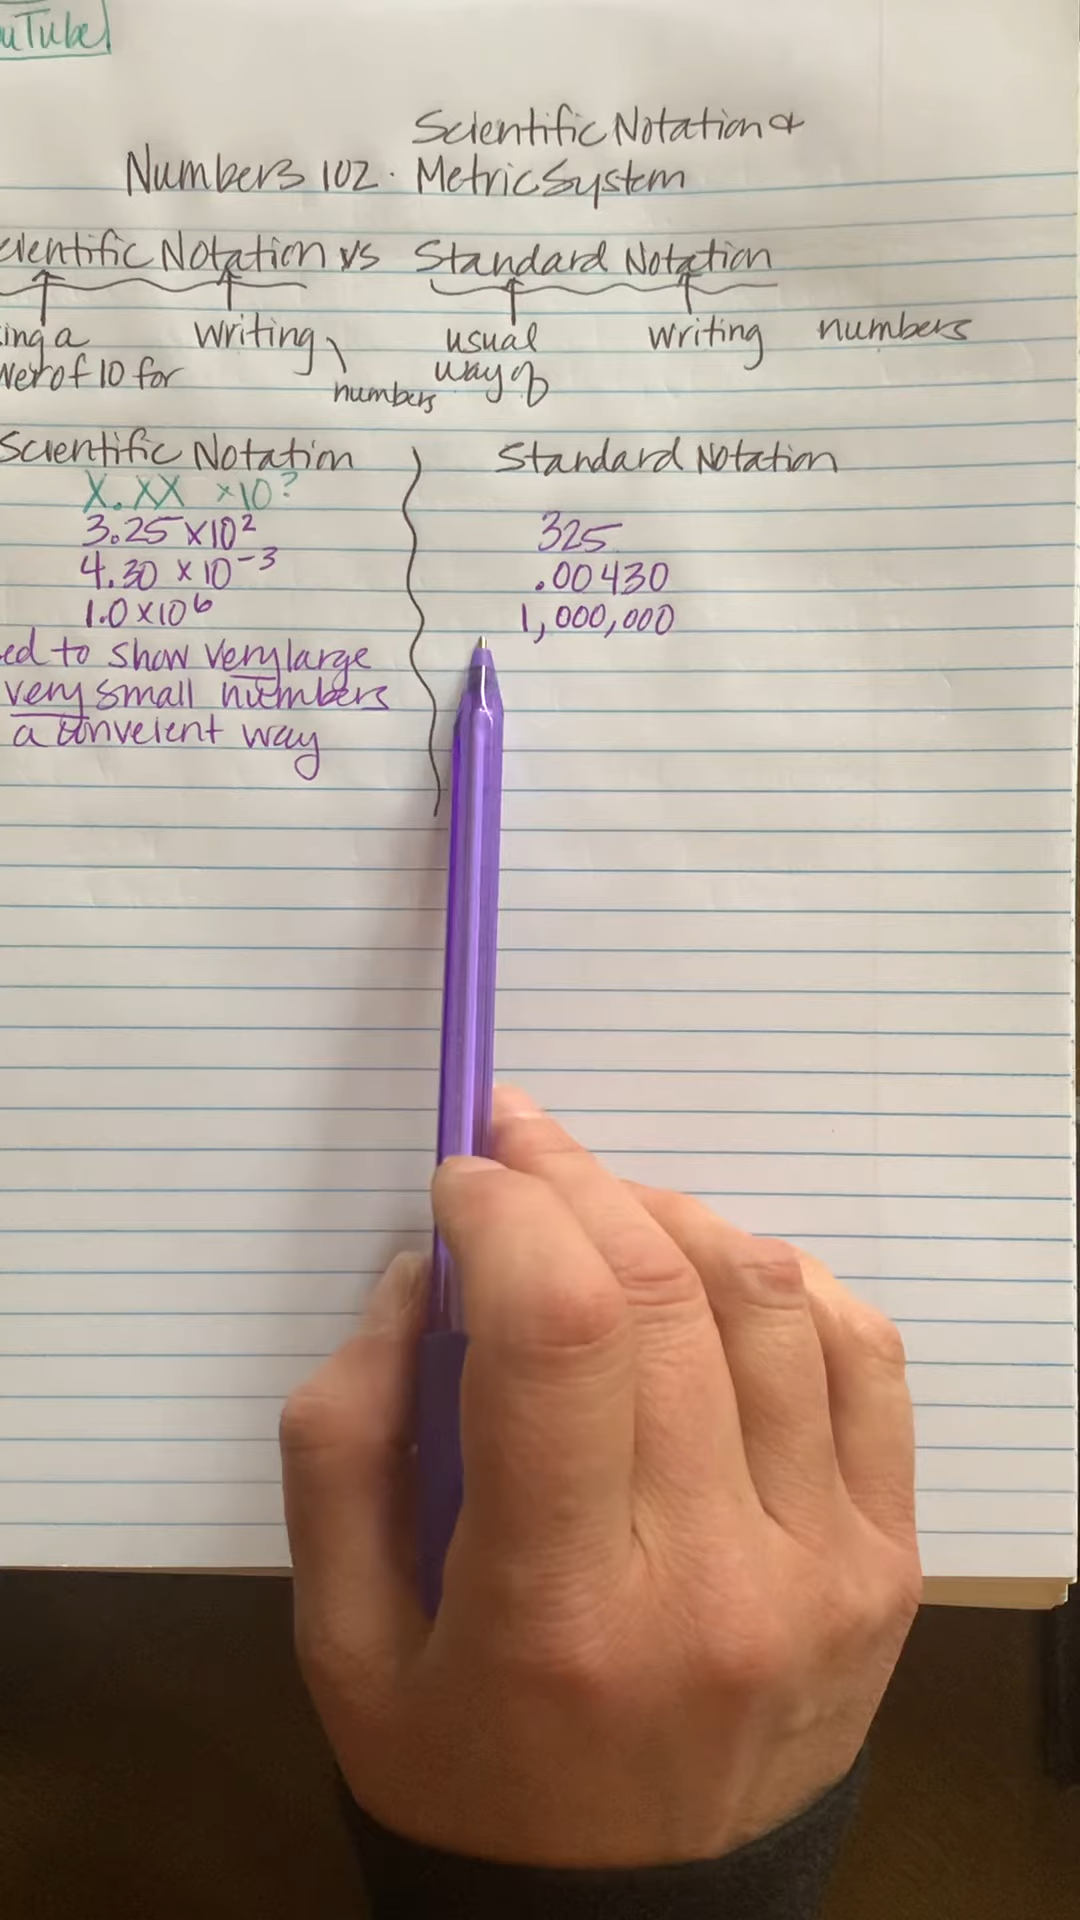 uTube
Scientific Notation &
Numbers 102. Metric System
cientific Notation vs Standard Notation
ing a writing usual writing numbers
wer of 10 for numbers way of
Scientific Notation Standard Notation
X.XX ×10?
3.25 ×10² 325
4.30 × 10⁻³ .00430
1.0 × 10⁶ 1,000,000
ed to show very large
very small numbers
a convelent way